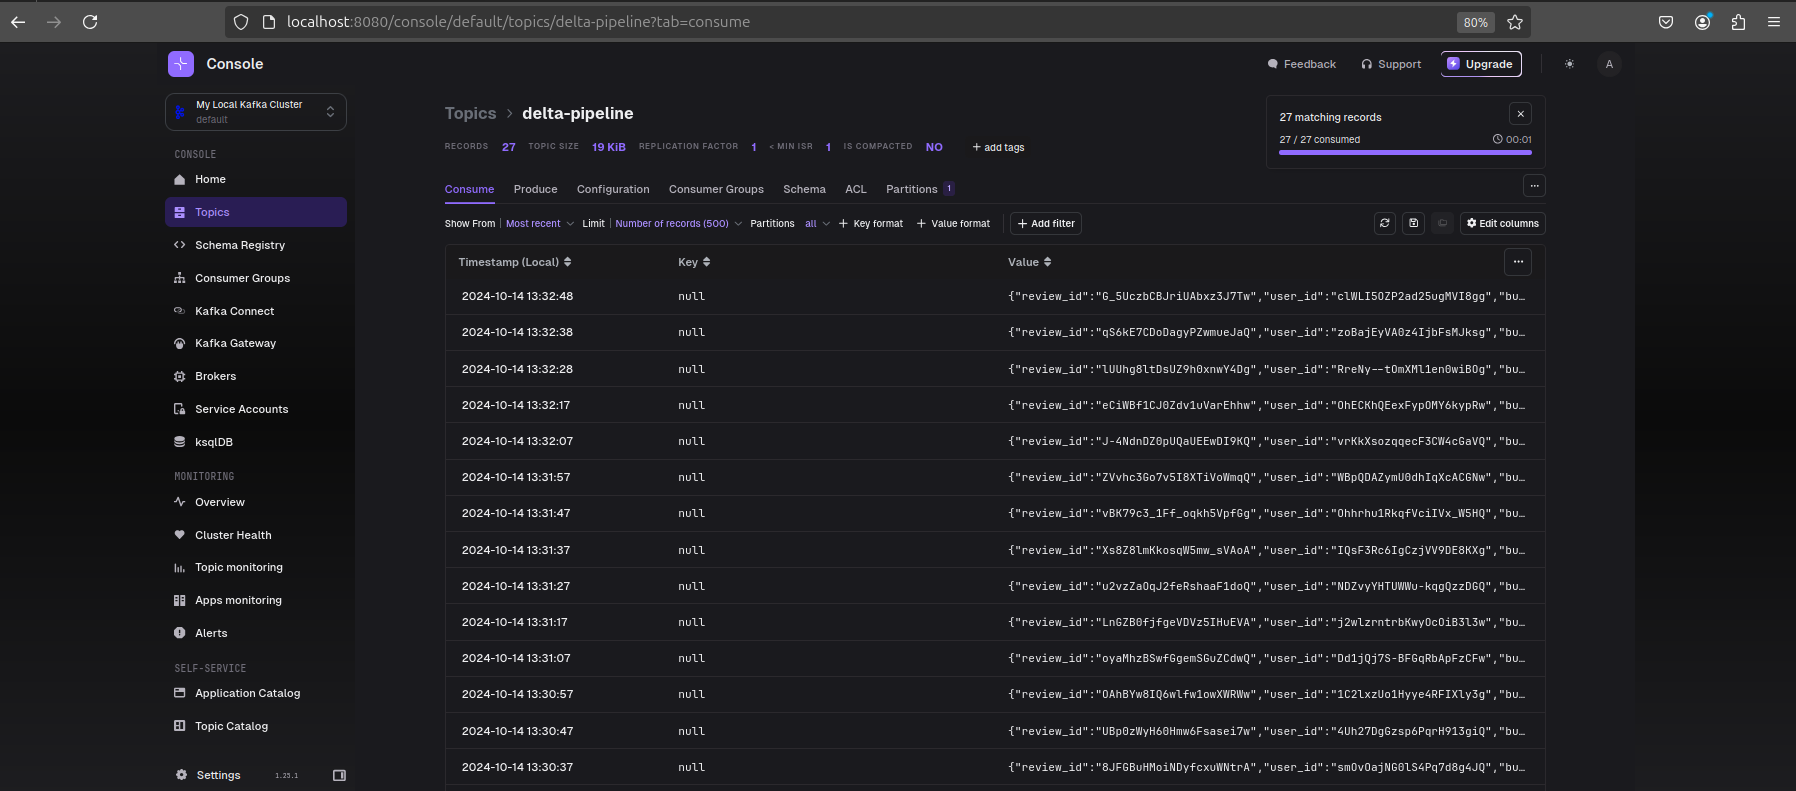 localhost:8080/console/default/topics/delta-pipeline?tab=consume
80%
Console
Feedback
Support
Upgrade
A
My Local Kafka Cluster
default
CONSOLE
Home
Topics
Schema Registry
Consumer Groups
Kafka Connect
Kafka Gateway
Brokers
Service Accounts
ksqlDB
MONITORING
Overview
Cluster Health
Topic monitoring
Apps monitoring
Alerts
SELF-SERVICE
Application Catalog
Topic Catalog
Settings 1.25.1
Topics > delta-pipeline
RECORDS 27 TOPIC SIZE 19 KiB REPLICATION FACTOR 1 < MIN ISR 1 IS COMPACTED NO + add tags
27 matching records
27 / 27 consumed 00:01
Consume Produce Configuration Consumer Groups Schema ACL Partitions 1
Show From Most recent Limit Number of records (500) Partitions all + Key format + Value format + Add filter Edit columns
Timestamp (Local) Key Value
2024-10-14 13:32:48 null {"review_id":"G_5UczbCBJriUAbxz3J7Tw","user_id":"clWLI5OZP2ad25ugMVI8gg","bu…
2024-10-14 13:32:38 null {"review_id":"qS6kE7CDoDagyPZwmueJaQ","user_id":"zoBajEyVA0z4IjbFsMJksg","bu…
2024-10-14 13:32:28 null {"review_id":"lUUhg8ltDsUZ9h0xnwY4Dg","user_id":"RreNy--tOmXMl1en0wiBOg","bu…
2024-10-14 13:32:17 null {"review_id":"eCiWBf1CJ0Zdv1uVarEhhw","user_id":"OhECKhQEexFypOMY6kypRw","bu…
2024-10-14 13:32:07 null {"review_id":"J-4NdnDZ0pUQaUEEwDI9KQ","user_id":"vrKkXsozqqecF3CW4cGaVQ","bu…
2024-10-14 13:31:57 null {"review_id":"ZVvhc3Go7v5I8XTiVoWmqQ","user_id":"WBpQDAZymU0dhIqXcACGNw","bu…
2024-10-14 13:31:47 null {"review_id":"vBK79c3_1Ff_oqkh5VpfGg","user_id":"Ohhrhu1RkqfVciIVx_W5HQ","bu…
2024-10-14 13:31:37 null {"review_id":"Xs8Z8lmKkosqW5mw_sVAoA","user_id":"IQsF3Rc6IgCzjVV9DE8KXg","bu…
2024-10-14 13:31:27 null {"review_id":"u2vzZaOqJ2feRshaaF1doQ","user_id":"NDZvyYHTUWWu-kqgQzzDGQ","bu…
2024-10-14 13:31:17 null {"review_id":"LnGZB0fjfgeVDVz5IHuEVA","user_id":"j2wlzrntrbKwyOcOiB3l3w","bu…
2024-10-14 13:31:07 null {"review_id":"oyaMhzBSwfGgemSGuZCdwQ","user_id":"Dd1jQj7S-BFGqRbApFzCFw","bu…
2024-10-14 13:30:57 null {"review_id":"OAhBYw8IQ6wlfw1owXWRWw","user_id":"1C2lxzUo1Hyye4RFIXly3g","bu…
2024-10-14 13:30:47 null {"review_id":"UBp0zWyH60Hmw6Fsasei7w","user_id":"4Uh27DgGzsp6PqrH913giQ","bu…
2024-10-14 13:30:37 null {"review_id":"8JFGBuHMoiNDyfcxuWNtrA","user_id":"smOvOajNG0lS4Pq7d8g4JQ","bu…